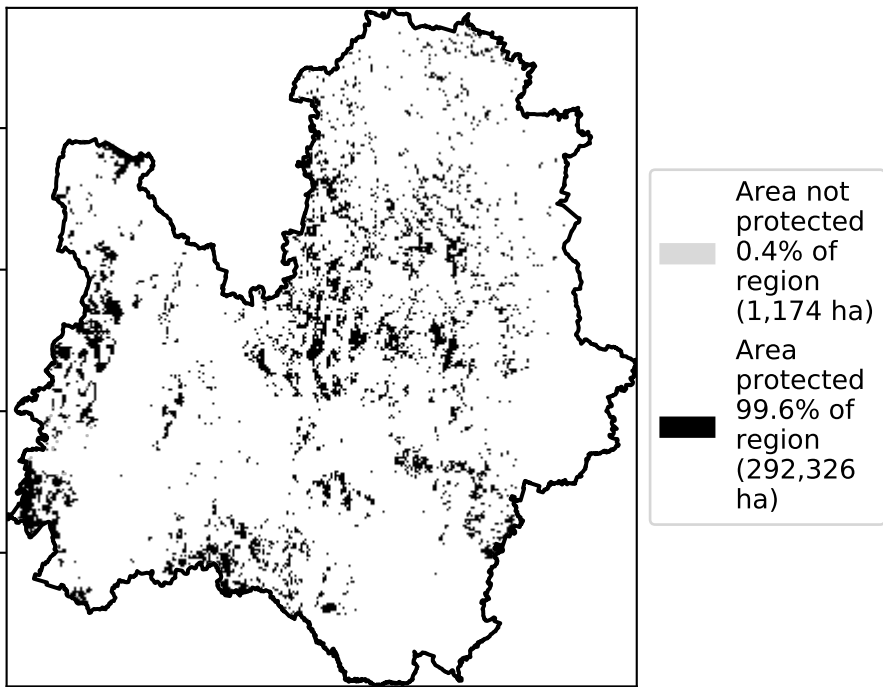 Area not
protected
0.4% of
region
(1,174 ha)
Area
protected
99.6% of
region
(292,326
ha)